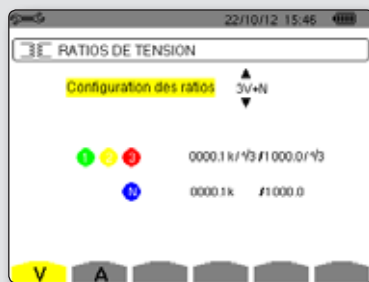 22/10/12 15:46
RATIOS DE TENSION
Configuration des ratios 3V+N
1 2 3 0000.1k/√3 /1000.0/√3
N 0000.1k /1000.0
V A